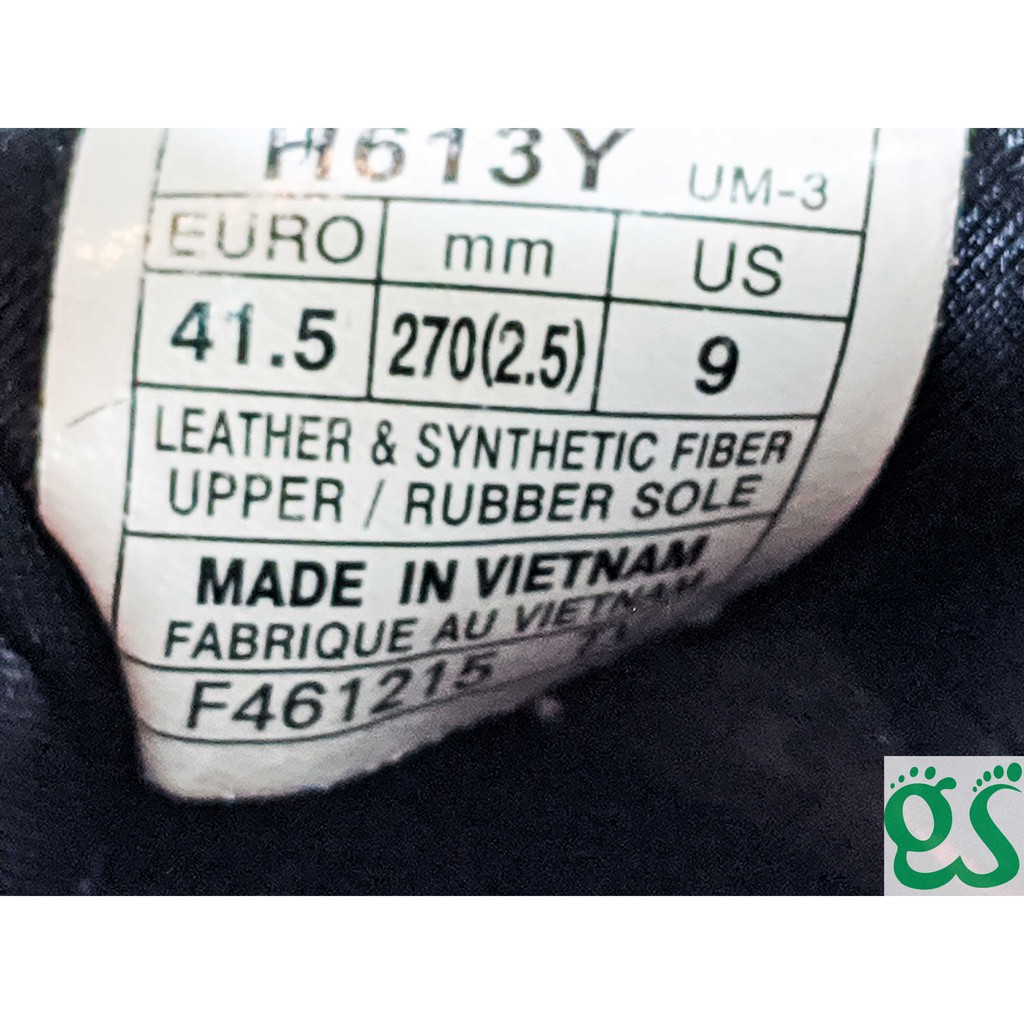 H613Y UM-3
EURO mm US
41.5 270(2.5) 9
LEATHER & SYNTHETIC FIBER
UPPER / RUBBER SOLE
MADE IN VIETNAM
FABRIQUE AU VIETNAM
F461215
gs